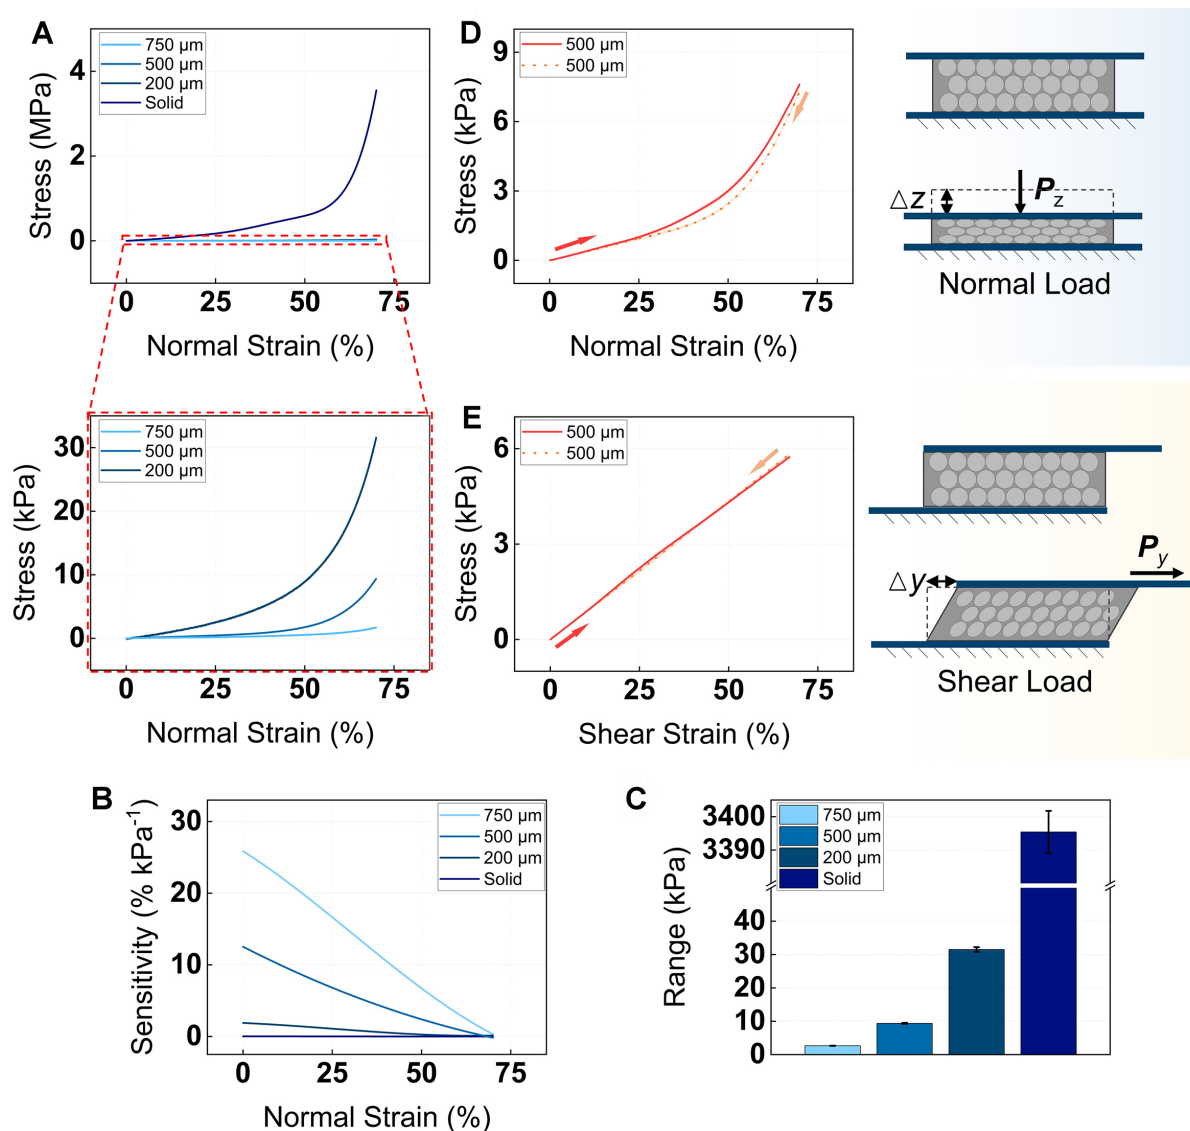 A
750 µm
500 µm
200 µm
Solid
Stress (MPa)
4
2
0
0 25 50 75
Normal Strain (%)
750 µm
500 µm
200 µm
Stress (kPa)
30
20
10
0
0 25 50 75
Normal Strain (%)
D
500 µm
500 µm
Stress (kPa)
9
6
3
0
0 25 50 75
Normal Strain (%)
△z
Pz
Normal Load
E
500 µm
500 µm
Stress (kPa)
6
3
0
0 25 50 75
Shear Strain (%)
△y
Py
Shear Load
B
750 µm
500 µm
200 µm
Solid
Sensitivity (% kPa⁻¹)
30
20
10
0
0 25 50 75
Normal Strain (%)
C
750 µm
500 µm
200 µm
Solid
Range (kPa)
3400
3390
40
30
20
10
0